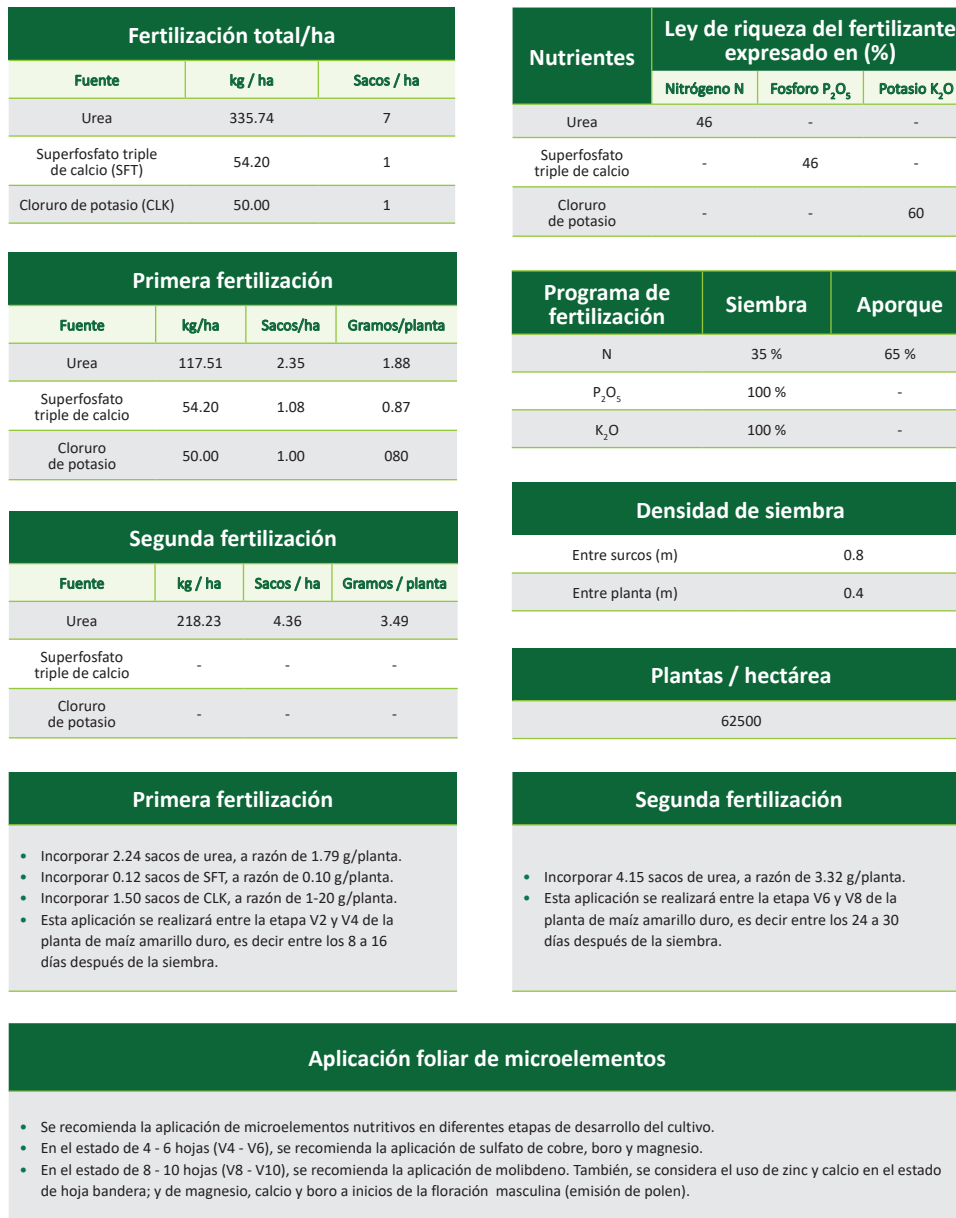 Fertilización total/ha
Fuente kg / ha Sacos / ha
Urea 335.74 7
Superfosfato triple
de calcio (SFT) 54.20 1
Cloruro de potasio (CLK) 50.00 1
Primera fertilización
Fuente kg/ha Sacos/ha Gramos/planta
Urea 117.51 2.35 1.88
Superfosfato
triple de calcio 54.20 1.08 0.87
Cloruro
de potasio 50.00 1.00 080
Segunda fertilización
Fuente kg / ha Sacos / ha Gramos / planta
Urea 218.23 4.36 3.49
Superfosfato
triple de calcio - - -
Cloruro
de potasio - - -
Nutrientes
Ley de riqueza del fertilizante
expresado en (%)
Nitrógeno N Fosforo P₂O₅ Potasio K₂O
Urea 46 - -
Superfosfato
triple de calcio - 46 -
Cloruro
de potasio - - 60
Programa de
fertilización Siembra Aporque
N 35 % 65 %
P₂O₅ 100 % -
K₂O 100 % -
Densidad de siembra
Entre surcos (m) 0.8
Entre planta (m) 0.4
Plantas / hectárea
62500
Primera fertilización
• Incorporar 2.24 sacos de urea, a razón de 1.79 g/planta.
• Incorporar 0.12 sacos de SFT, a razón de 0.10 g/planta.
• Incorporar 1.50 sacos de CLK, a razón de 1-20 g/planta.
• Esta aplicación se realizará entre la etapa V2 y V4 de la
planta de maíz amarillo duro, es decir entre los 8 a 16
días después de la siembra.
Segunda fertilización
• Incorporar 4.15 sacos de urea, a razón de 3.32 g/planta.
• Esta aplicación se realizará entre la etapa V6 y V8 de la
planta de maíz amarillo duro, es decir entre los 24 a 30
días después de la siembra.
Aplicación foliar de microelementos
• Se recomienda la aplicación de microelementos nutritivos en diferentes etapas de desarrollo del cultivo.
• En el estado de 4 - 6 hojas (V4 - V6), se recomienda la aplicación de sulfato de cobre, boro y magnesio.
• En el estado de 8 - 10 hojas (V8 - V10), se recomienda la aplicación de molibdeno. También, se considera el uso de zinc y calcio en el estado
de hoja bandera; y de magnesio, calcio y boro a inicios de la floración masculina (emisión de polen).